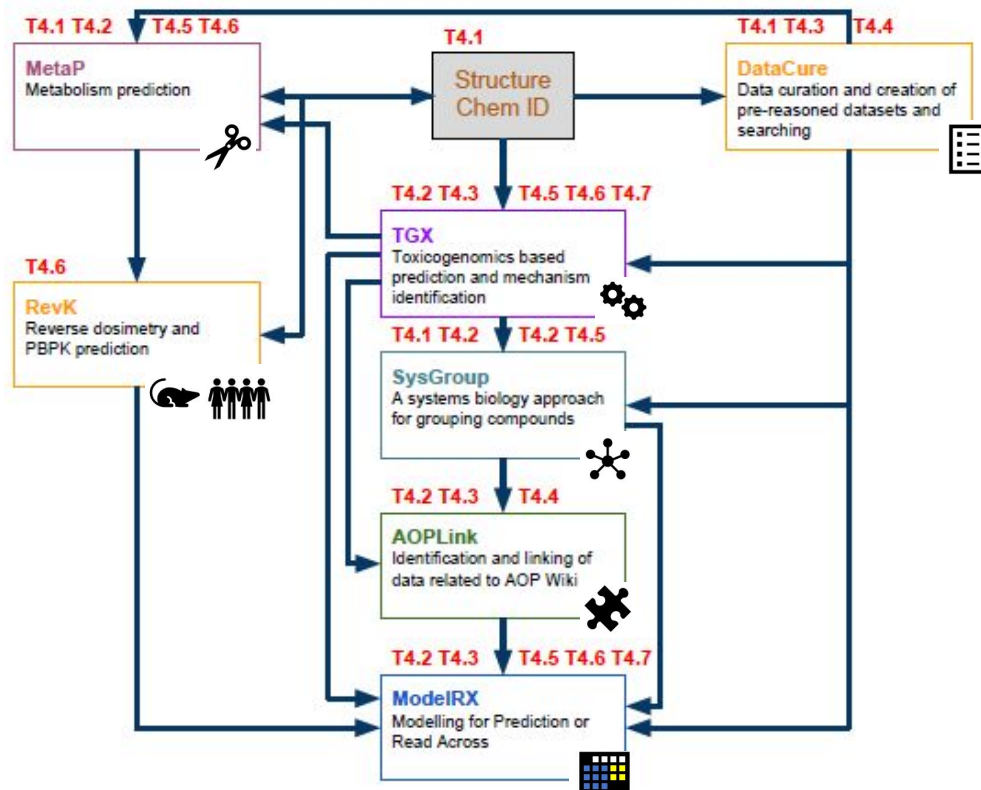 T4.1 T4.2 T4.5 T4.6
MetaP
Metabolism prediction
T4.1
Structure
Chem ID
T4.1 T4.3 T4.4
DataCure
Data curation and creation of
pre-reasoned datasets and
searching
T4.2 T4.3 T4.5 T4.6 T4.7
TGX
Toxicogenomics based
prediction and mechanism
identification
T4.6
RevK
Reverse dosimetry and
PBPK prediction
T4.1 T4.2 T4.2 T4.5
SysGroup
A systems biology approach
for grouping compounds
T4.2 T4.3 T4.4
AOPLink
Identification and linking of
data related to AOP Wiki
T4.2 T4.3 T4.5 T4.6 T4.7
ModelRX
Modelling for Prediction or
Read Across